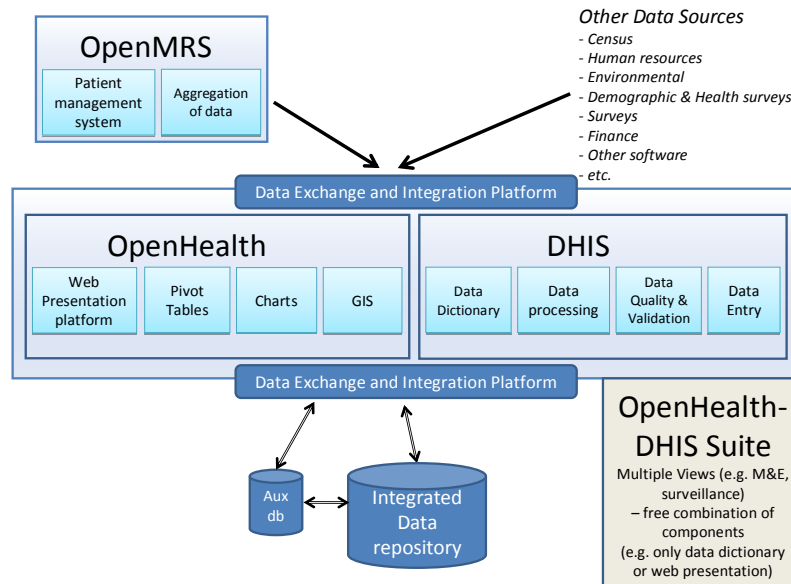 OpenMRS
Patient
management
system
Aggregation
of data
Other Data Sources
- Census
- Human resources
- Environmental
- Demographic & Health surveys
- Surveys
- Finance
- Other software
- etc.
Data Exchange and Integration Platform
OpenHealth
Web
Presentation
platform
Pivot
Tables
Charts
GIS
DHIS
Data
Dictionary
Data
processing
Data
Quality &
Validation
Data
Entry
Data Exchange and Integration Platform
Aux
db
Integrated
Data
repository
OpenHealth-
DHIS Suite
Multiple Views (e.g. M&E,
surveillance)
– free combination of
components
(e.g. only data dictionary
or web presentation)